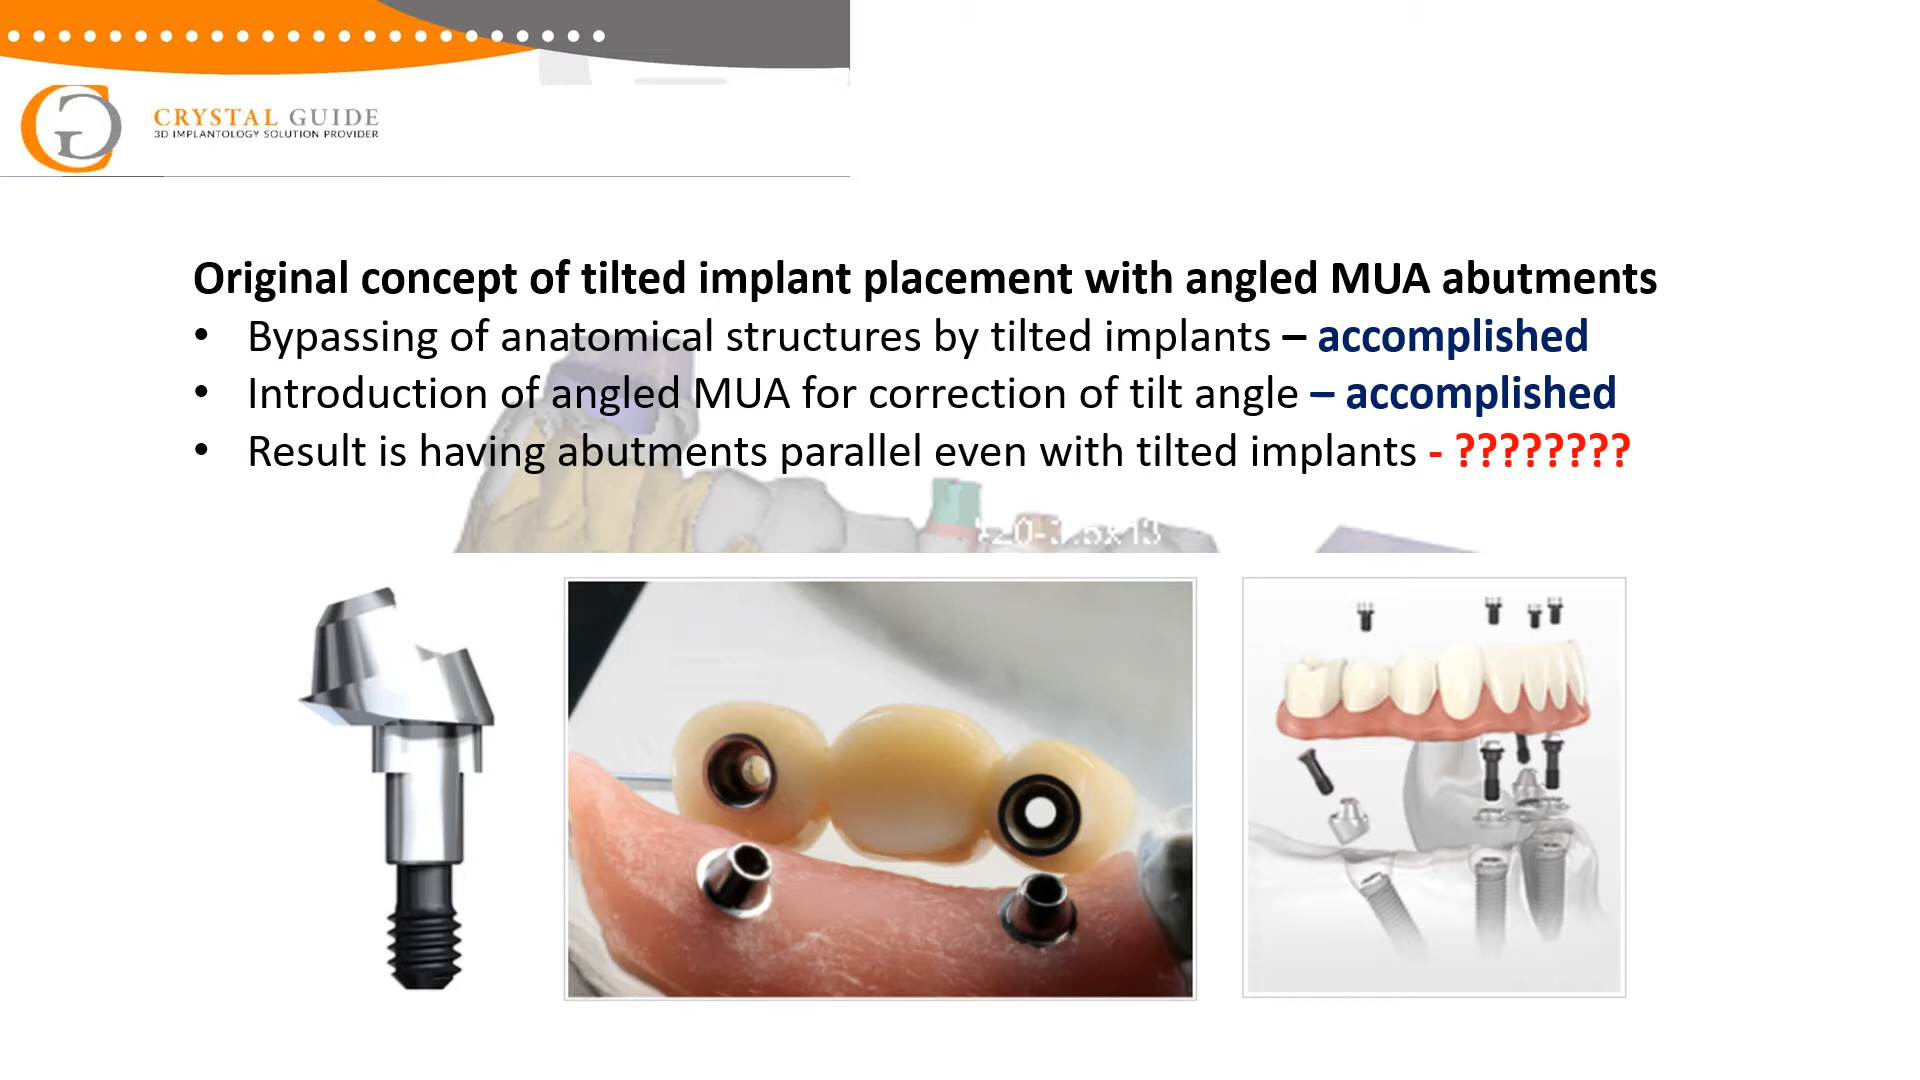 CRYSTAL GUIDE
3D IMPLANTOLOGY SOLUTION PROVIDER
Original concept of tilted implant placement with angled MUA abutments
• Bypassing of anatomical structures by tilted implants – accomplished
• Introduction of angled MUA for correction of tilt angle – accomplished
• Result is having abutments parallel even with tilted implants - ????????